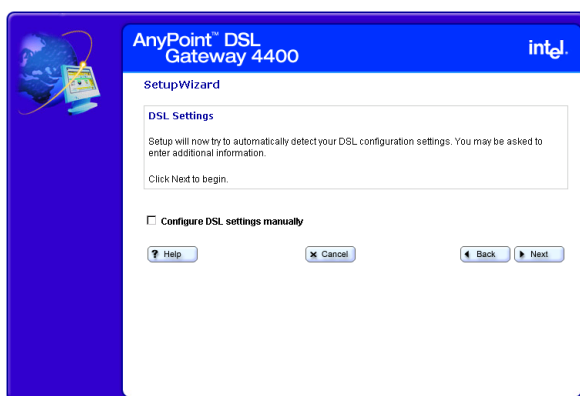 AnyPoint™ DSL
Gateway 4400
intel.
SetupWizard
DSL Settings
Setup will now try to automatically detect your DSL configuration settings. You may be asked to
enter additional information.
Click Next to begin.
Configure DSL settings manually
? Help
Cancel
Back
Next